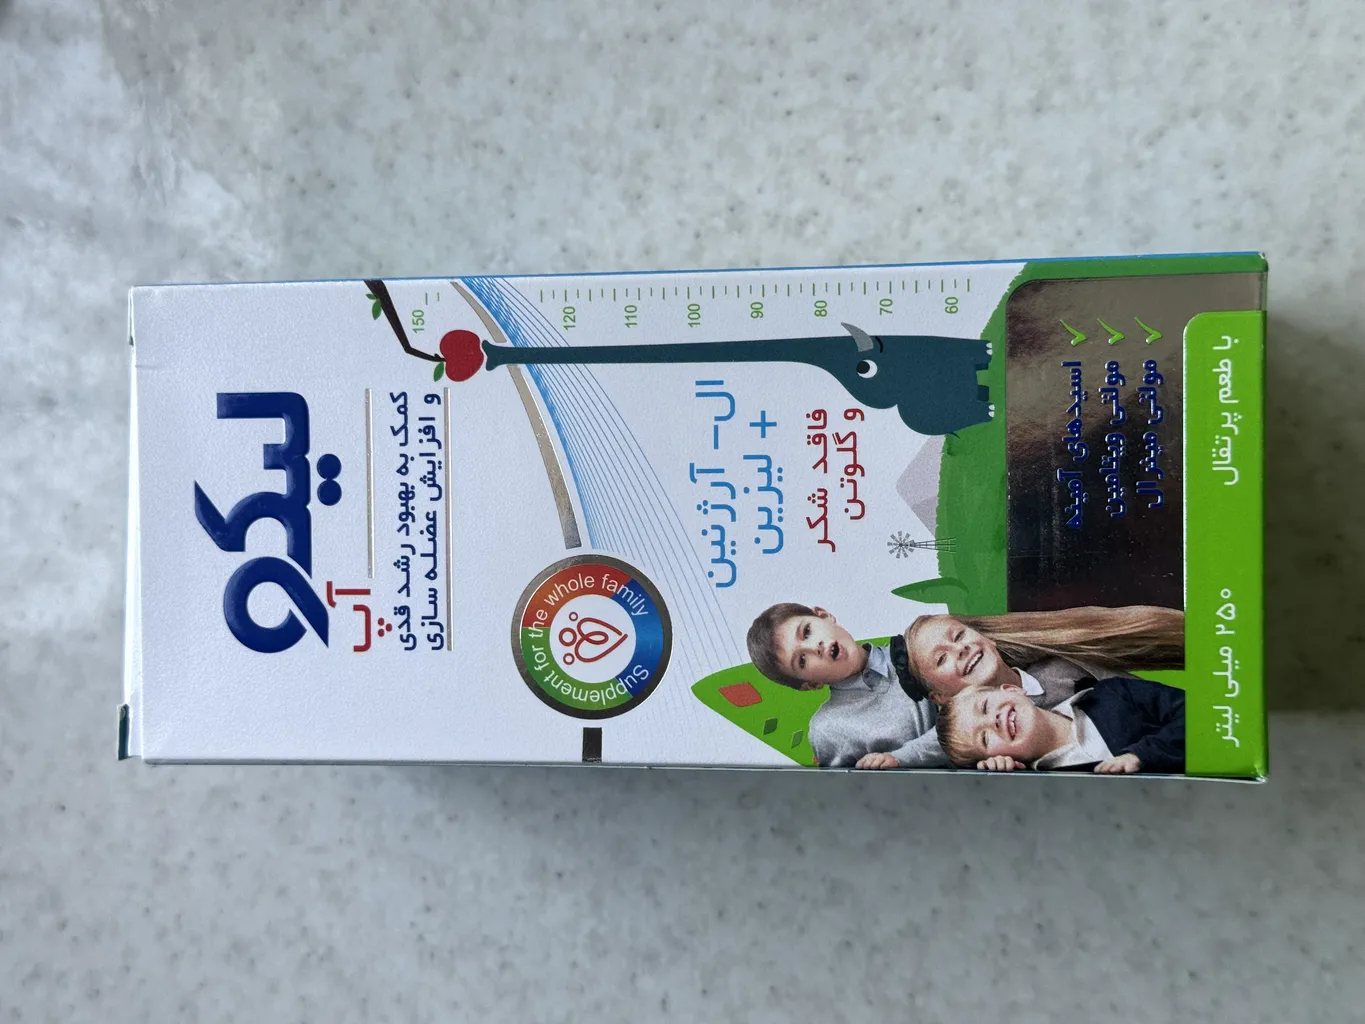 لیکو
آپ
کمک به بهبود رشد قدی
و افزایش عضله سازی
150
120
110
100
90
80
70
60
Supplement for the whole family
ال- آرژنین
+ لیزین
فاقد شکر
و گلوتن
اسیدهای آمینه
مولتی ویتامین
مولتی مینرال
با طعم پرتقال
۲۵۰ میلی لیتر